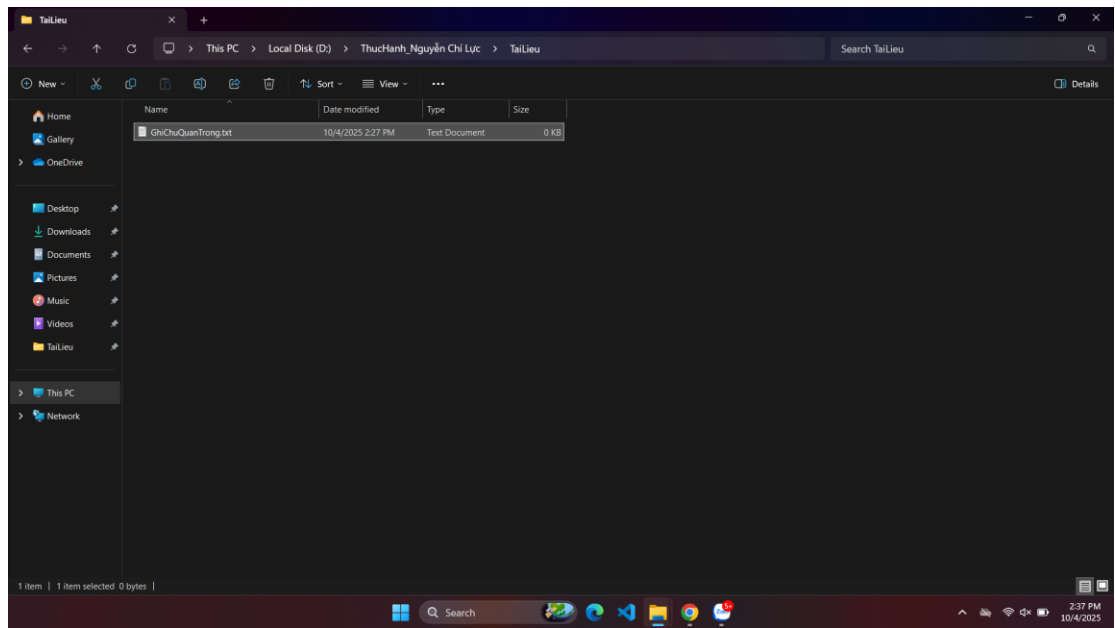 TaiLieu
This PC > Local Disk (D:) > ThucHanh_Nguyễn Chí Lực > TaiLieu
Search TaiLieu
New
Sort
View
Details
Name Date modified Type Size
GhiChuQuanTrong.txt 10/4/2025 2:27 PM Text Document 0 KB
Home
Gallery
OneDrive
Desktop
Downloads
Documents
Pictures
Music
Videos
TaiLieu
This PC
Network
1 item | 1 item selected 0 bytes |
Search
5+
Zalo
2:37 PM
10/4/2025